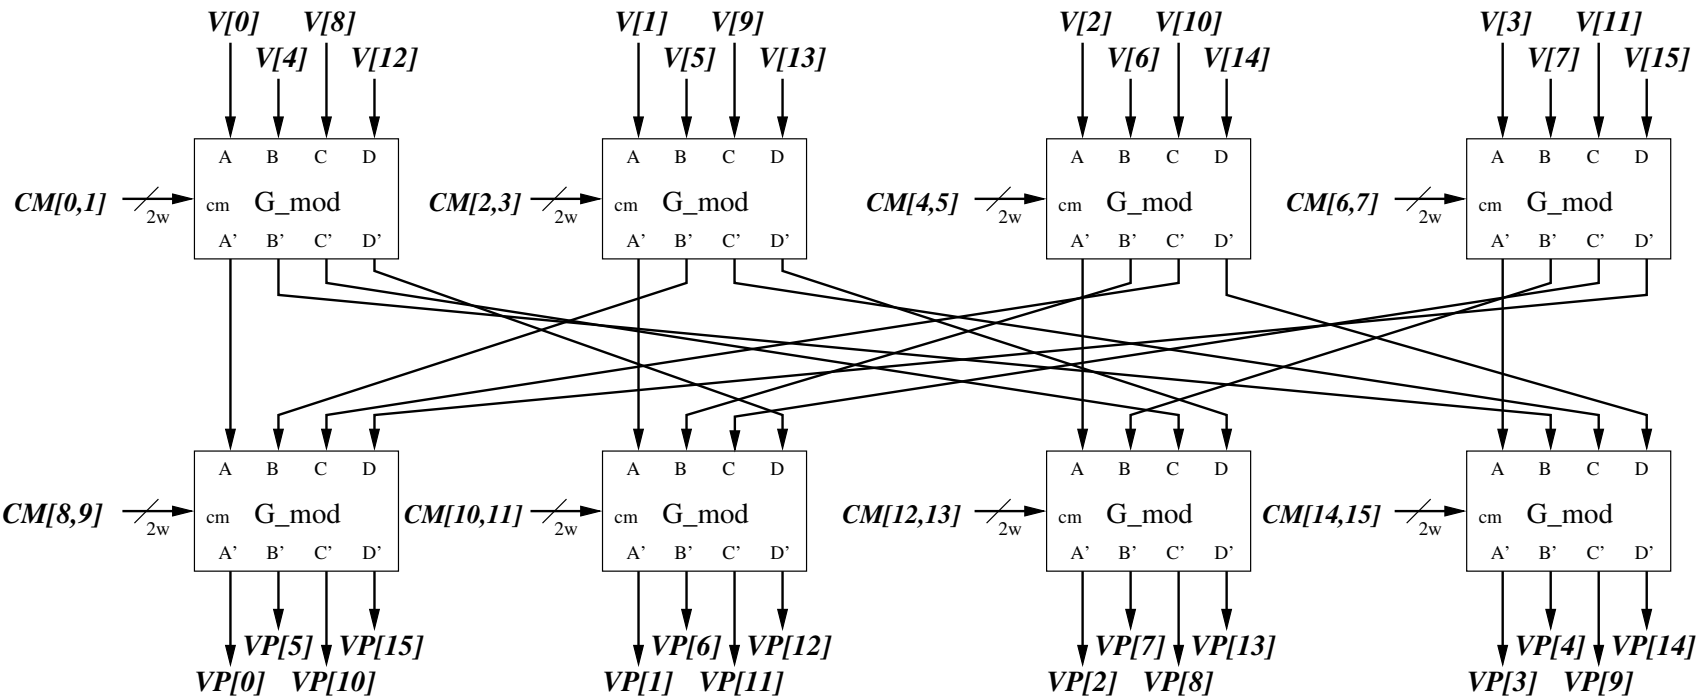 V[0] V[8] V[1] V[9] V[2] V[10] V[3] V[11]
V[4] V[12] V[5] V[13] V[6] V[14] V[7] V[15]
A B C D A B C D A B C D A B C D
CM[0,1] 2w cm G_mod CM[2,3] 2w cm G_mod CM[4,5] 2w cm G_mod CM[6,7] 2w cm G_mod
A' B' C' D' A' B' C' D' A' B' C' D' A' B' C' D'
A B C D A B C D A B C D A B C D
CM[8,9] 2w cm G_mod CM[10,11] 2w cm G_mod CM[12,13] 2w cm G_mod CM[14,15] 2w cm G_mod
A' B' C' D' A' B' C' D' A' B' C' D' A' B' C' D'
VP[5] VP[15] VP[6] VP[12] VP[7] VP[13] VP[4] VP[14]
VP[0] VP[10] VP[1] VP[11] VP[2] VP[8] VP[3] VP[9]